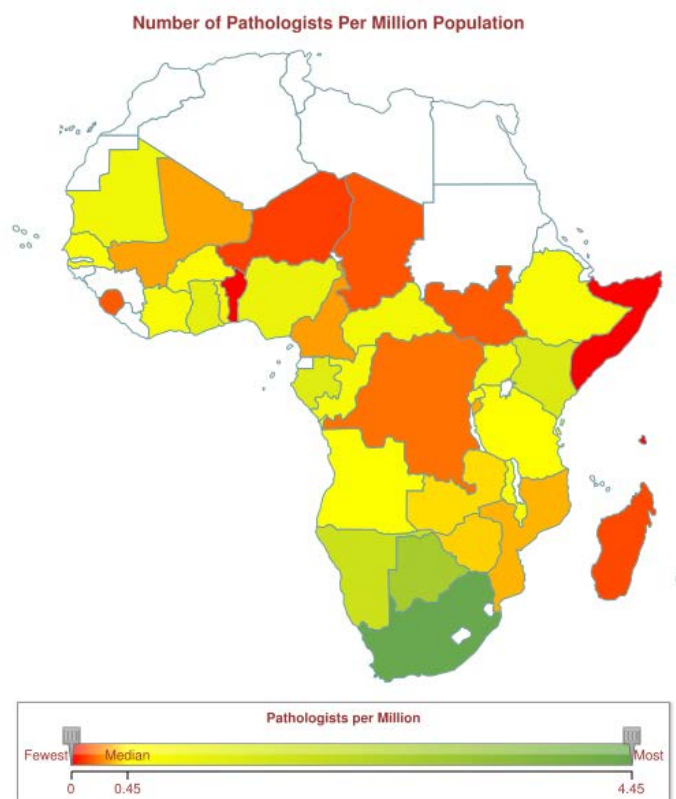 Number of Pathologists Per Million Population
Pathologists per Million
Fewest Median Most
0 0.45 4.45